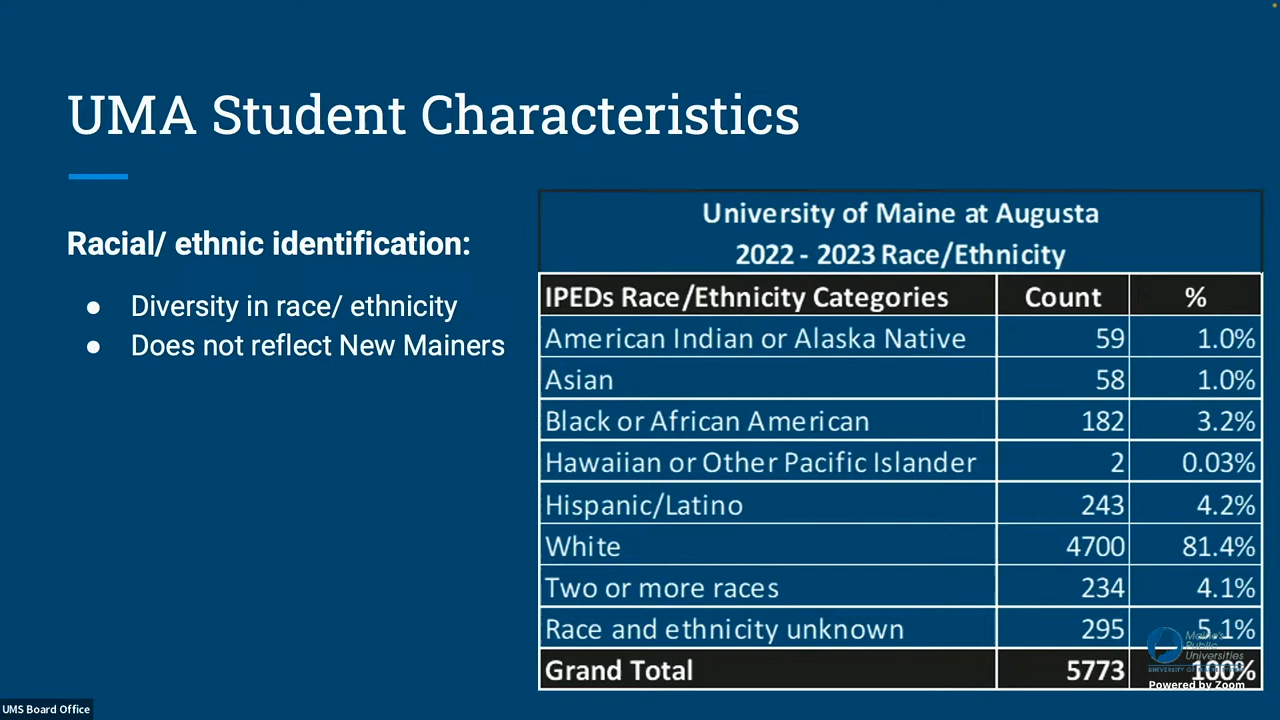 UMA Student Characteristics
Racial/ ethnic identification:
● Diversity in race/ ethnicity
● Does not reflect New Mainers
University of Maine at Augusta
2022 - 2023 Race/Ethnicity
IPEDs Race/Ethnicity Categories Count %
American Indian or Alaska Native 59 1.0%
Asian 58 1.0%
Black or African American 182 3.2%
Hawaiian or Other Pacific Islander 2 0.03%
Hispanic/Latino 243 4.2%
White 4700 81.4%
Two or more races 234 4.1%
Race and ethnicity unknown 295 5.1%
Grand Total 5773 100%
Maine's
Public
Universities
Powered by Zoom
UMS Board Office